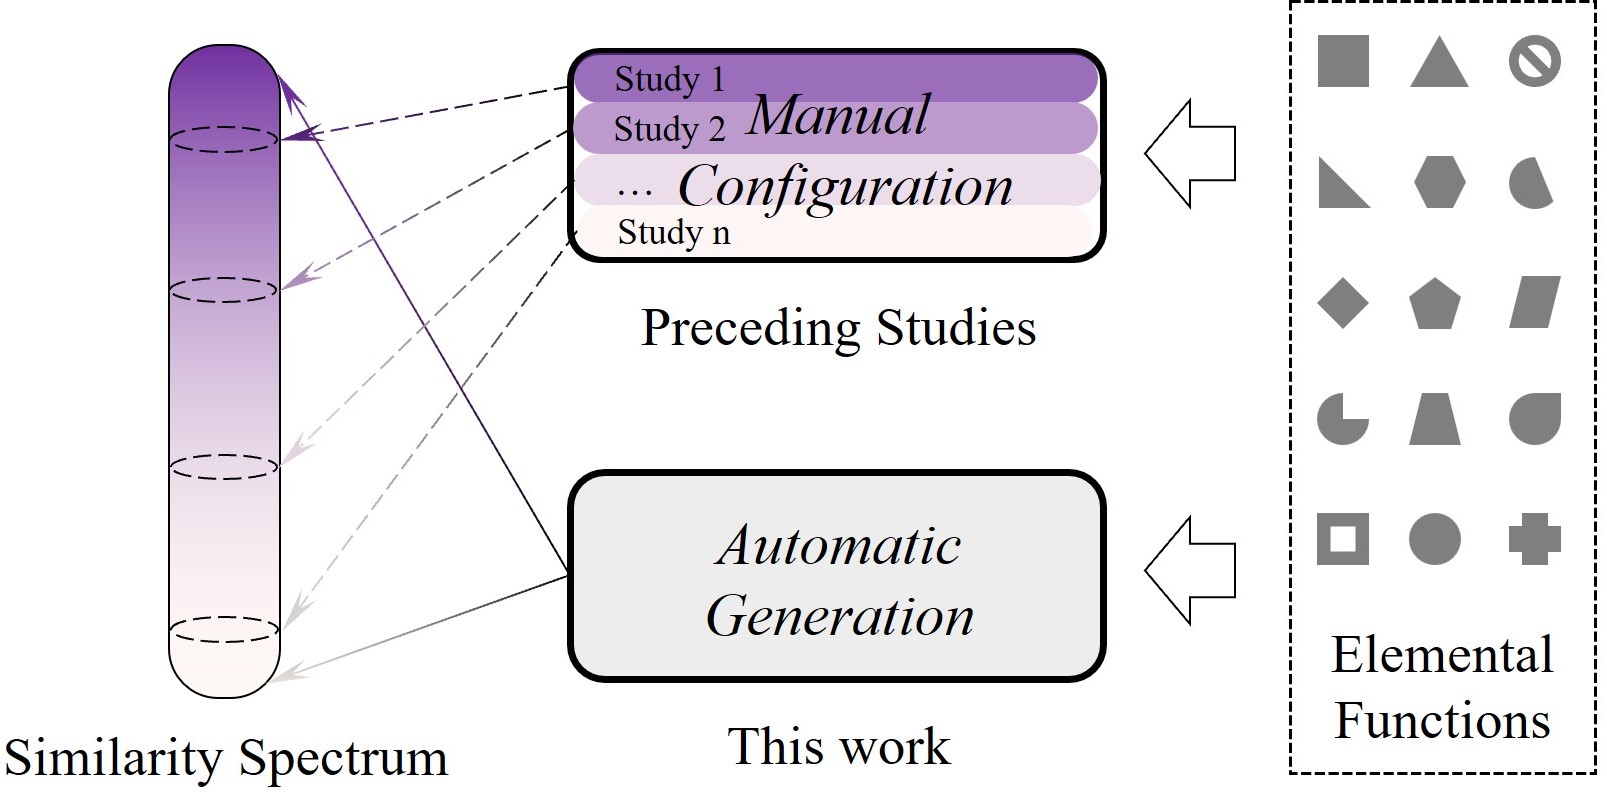 Study 1
Study 2
Manual
... Configuration
Study n
Preceding Studies
Automatic
Generation
This work
Similarity Spectrum
Elemental
Functions